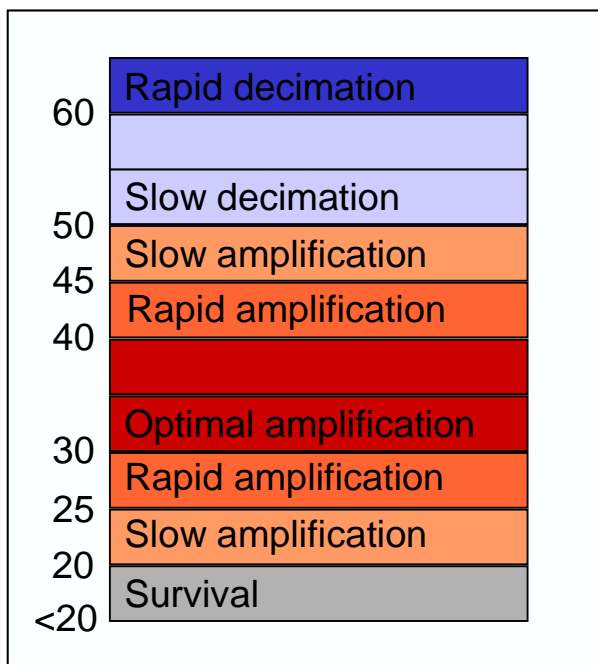 Rapid decimation
60
Slow decimation
50
Slow amplification
45
Rapid amplification
40
Optimal amplification
30
Rapid amplification
25
Slow amplification
20
Survival
<20